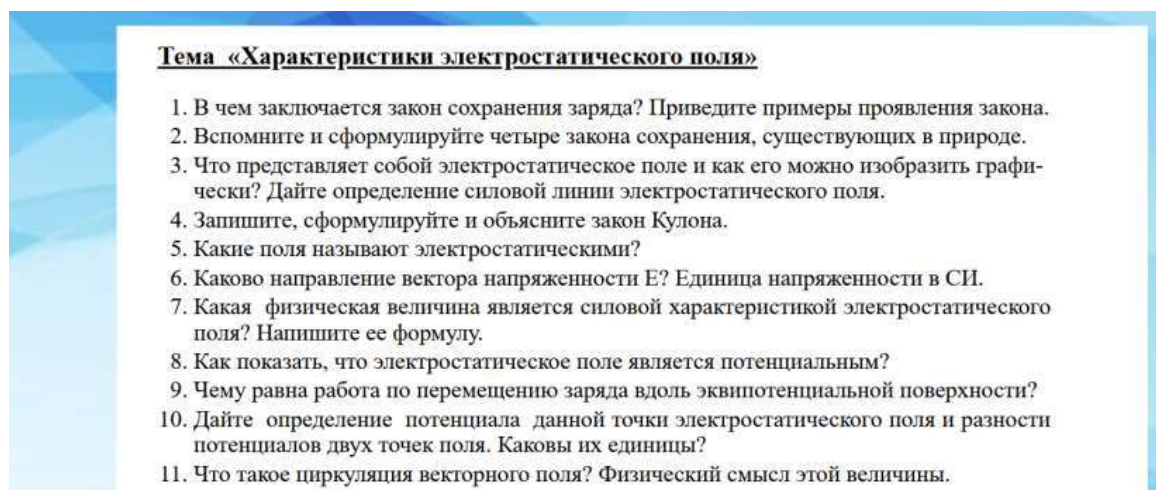 Тема «Характеристики электростатического поля»
1. В чем заключается закон сохранения заряда? Приведите примеры проявления закона.
2. Вспомните и сформулируйте четыре закона сохранения, существующих в природе.
3. Что представляет собой электростатическое поле и как его можно изобразить графи-
чески? Дайте определение силовой линии электростатического поля.
4. Запишите, сформулируйте и объясните закон Кулона.
5. Какие поля называют электростатическими?
6. Каково направление вектора напряженности Е? Единица напряженности в СИ.
7. Какая физическая величина является силовой характеристикой электростатического
поля? Напишите ее формулу.
8. Как показать, что электростатическое поле является потенциальным?
9. Чему равна работа по перемещению заряда вдоль эквипотенциальной поверхности?
10. Дайте определение потенциала данной точки электростатического поля и разности
потенциалов двух точек поля. Каковы их единицы?
11. Что такое циркуляция векторного поля? Физический смысл этой величины.